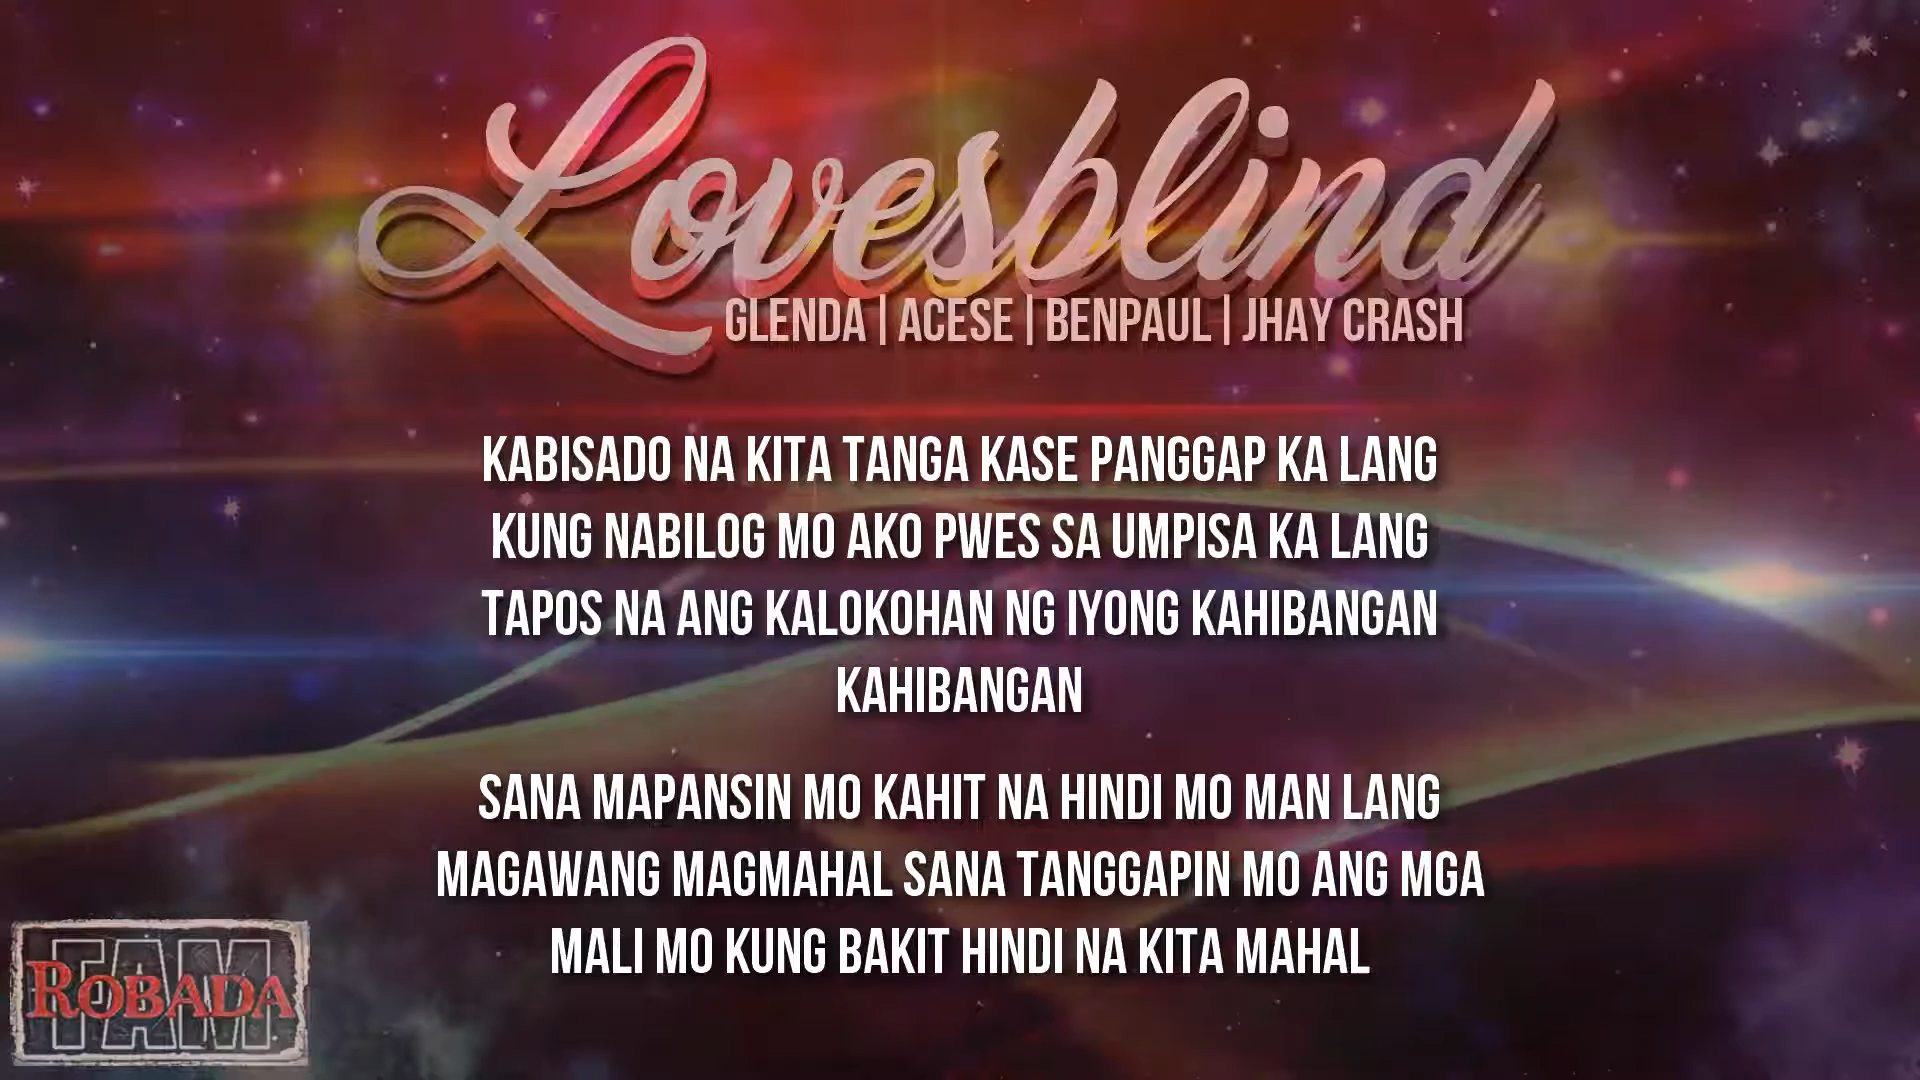 Lovesblind
GLENDA | ACESE | BENPAUL | JHAY CRASH
KABISADO NA KITA TANGA KASE PANGGAP KA LANG
KUNG NABILOG MO AKO PWES SA UMPISA KA LANG
TAPOS NA ANG KALOKOHAN NG IYONG KAHIBANGAN
KAHIBANGAN
SANA MAPANSIN MO KAHIT NA HINDI MO MAN LANG
MAGAWANG MAGMAHAL SANA TANGGAPIN MO ANG MGA
MALI MO KUNG BAKIT HINDI NA KITA MAHAL
TAM
ROBADA